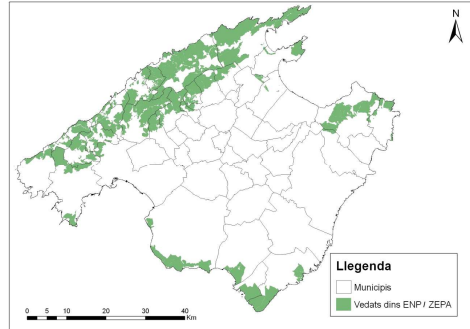 N
Llegenda
Municipis
Vedats dins ENP / ZEPA
0 5 10 20 30 40
Km